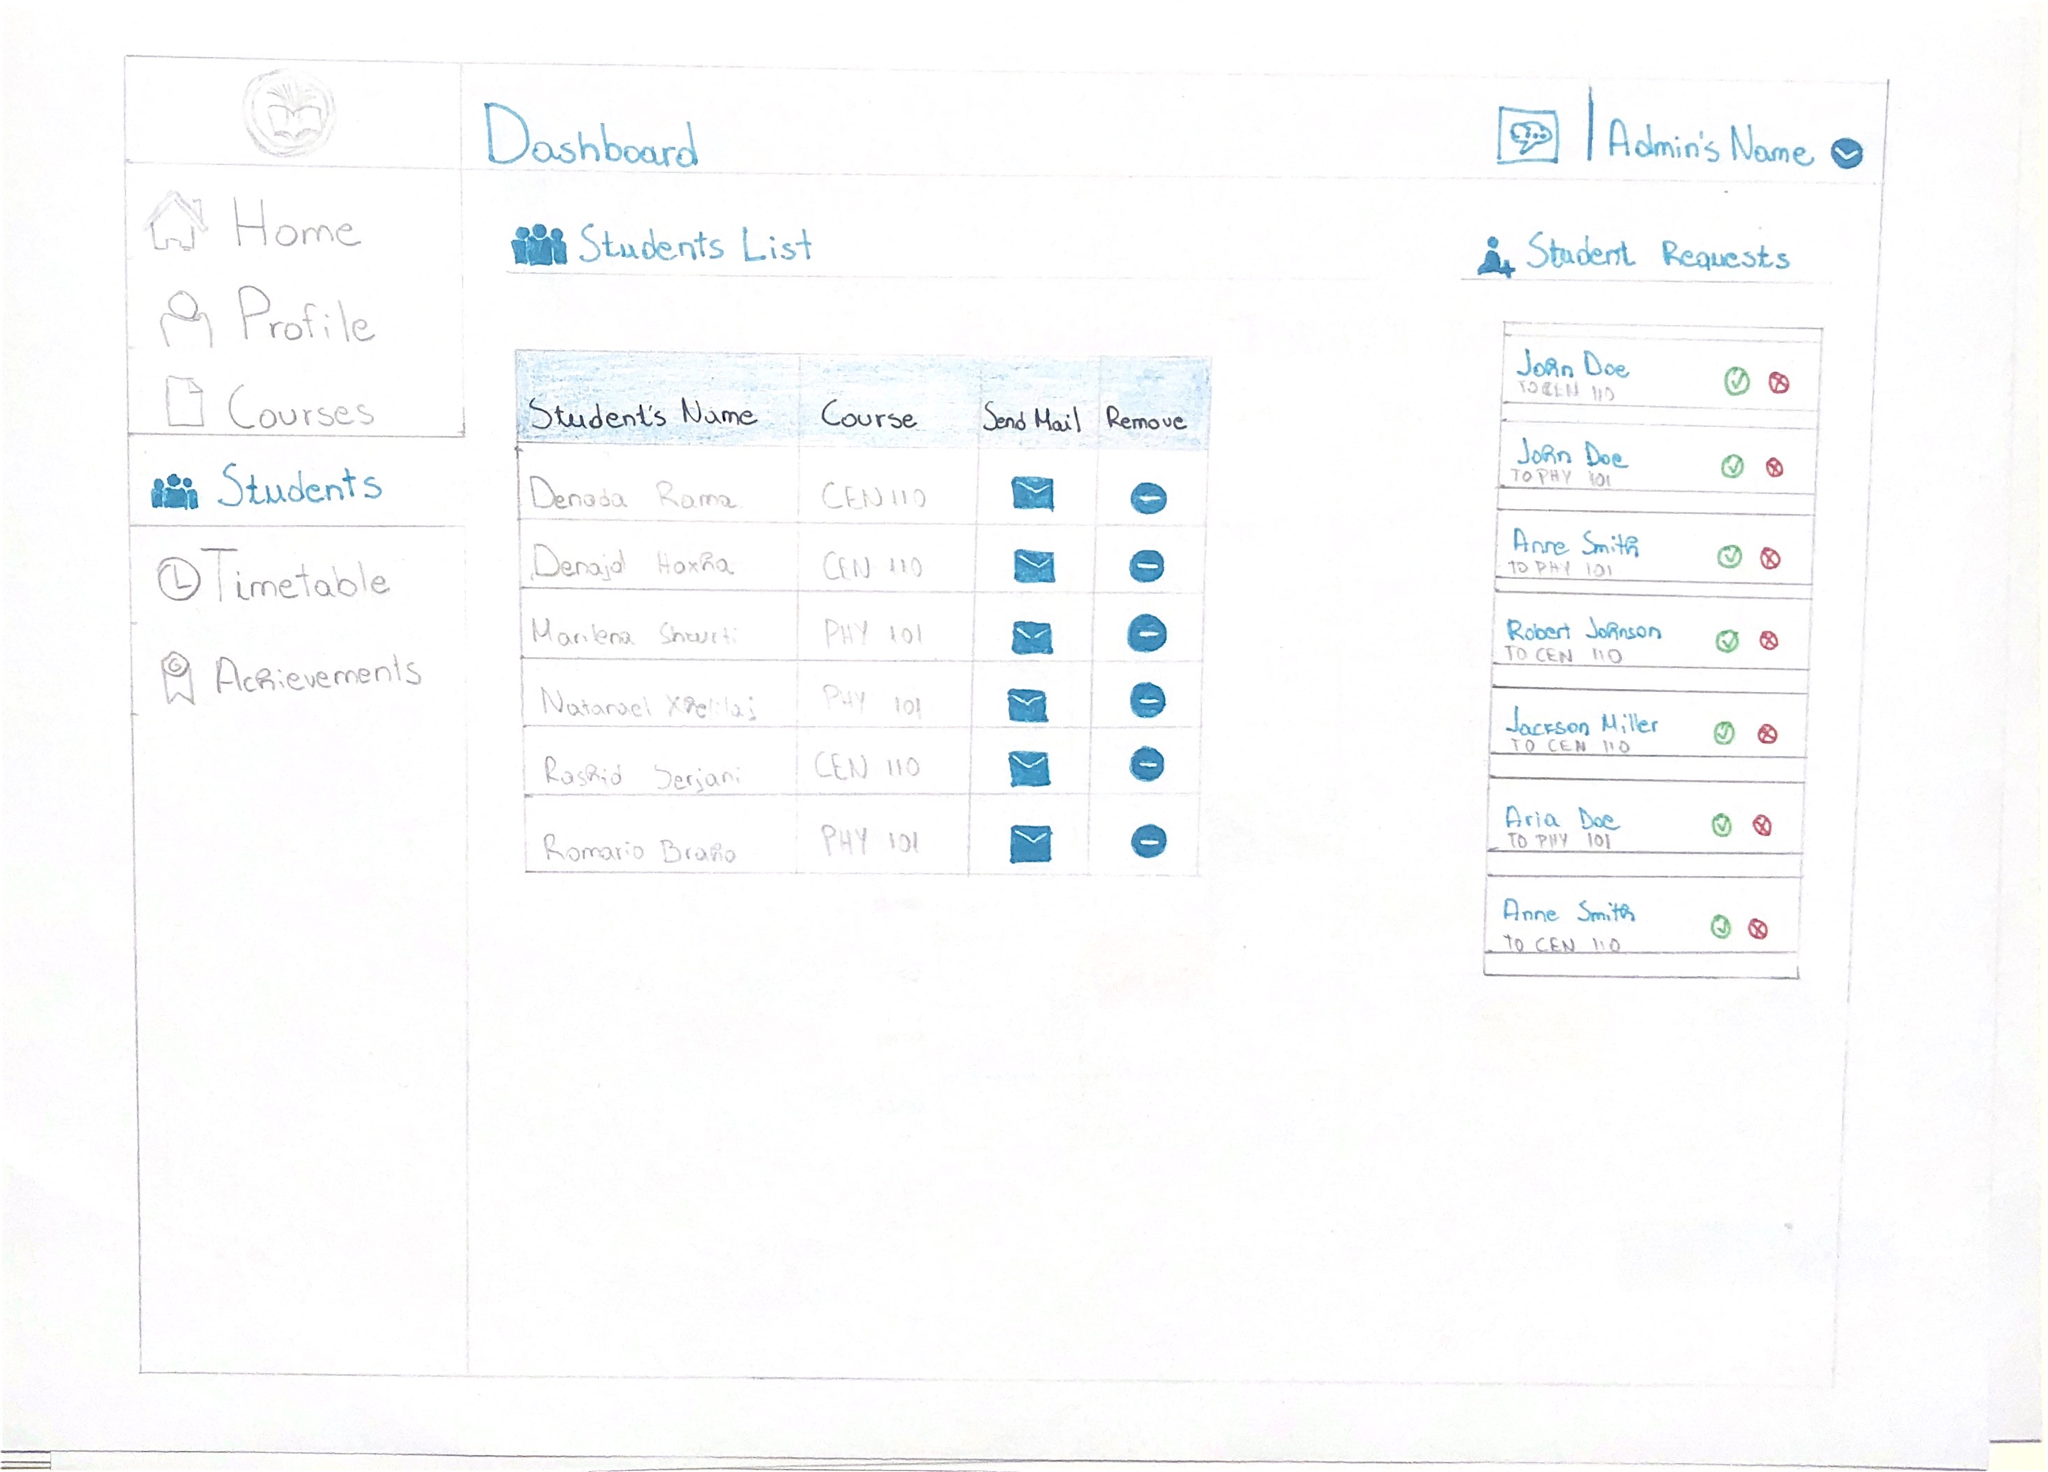 Dashboard
Admin's Name
Home
Profile
Courses
Students
Timetable
Achievements
Students List
Student's Name Course Send Mail Remove
Denada Rama CEN 110
Denajd Hoxha CEN 110
Marilena PHY 101
Natanael Xhelilaj PHY 101
Rashid Serjani CEN 110
Romario Braho PHY 101
Student Requests
John Doe
TO CEN 110
John Doe
TO PHY 101
Anne Smith
TO PHY 101
Robert Johnson
TO CEN 110
Jackson Miller
TO CEN 110
Aria Doe
TO PHY 101
Anne Smith
TO CEN 110